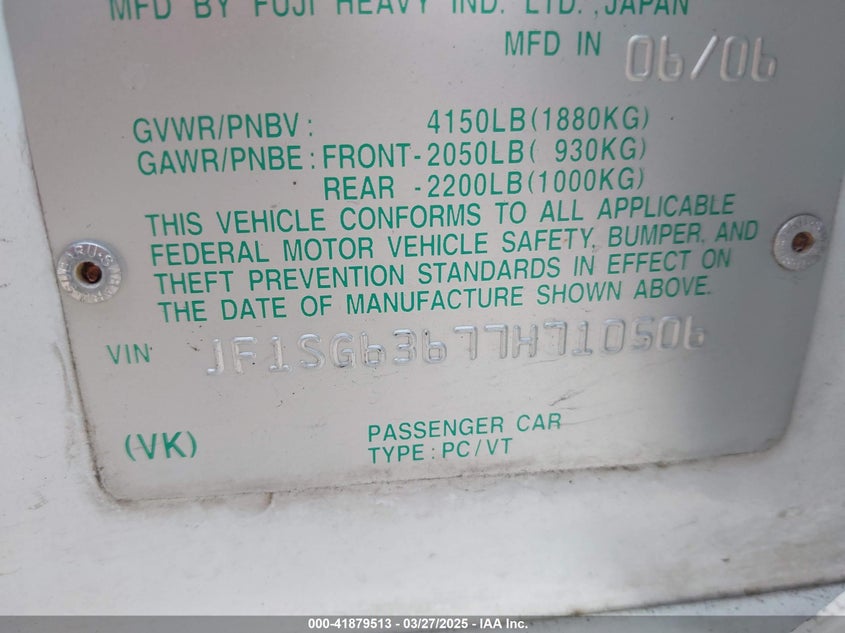 MFD BY FUJI HEAVY IND. LTD.,JAPAN
MFD IN 06/06
GVWR/PNBV: 4150LB(1880KG)
GAWR/PNBE:FRONT-2050LB( 930KG)
REAR -2200LB(1000KG)
THIS VEHICLE CONFORMS TO ALL APPLICABLE
FEDERAL MOTOR VEHICLE SAFETY, BUMPER, AND
THEFT PREVENTION STANDARDS IN EFFECT ON
THE DATE OF MANUFACTURE SHOWN ABOVE.
VIN JF1SG63677H710506
(VK) PASSENGER CAR
TYPE:PC/VT
000-41879513 - 03/27/2025 - IAA Inc.